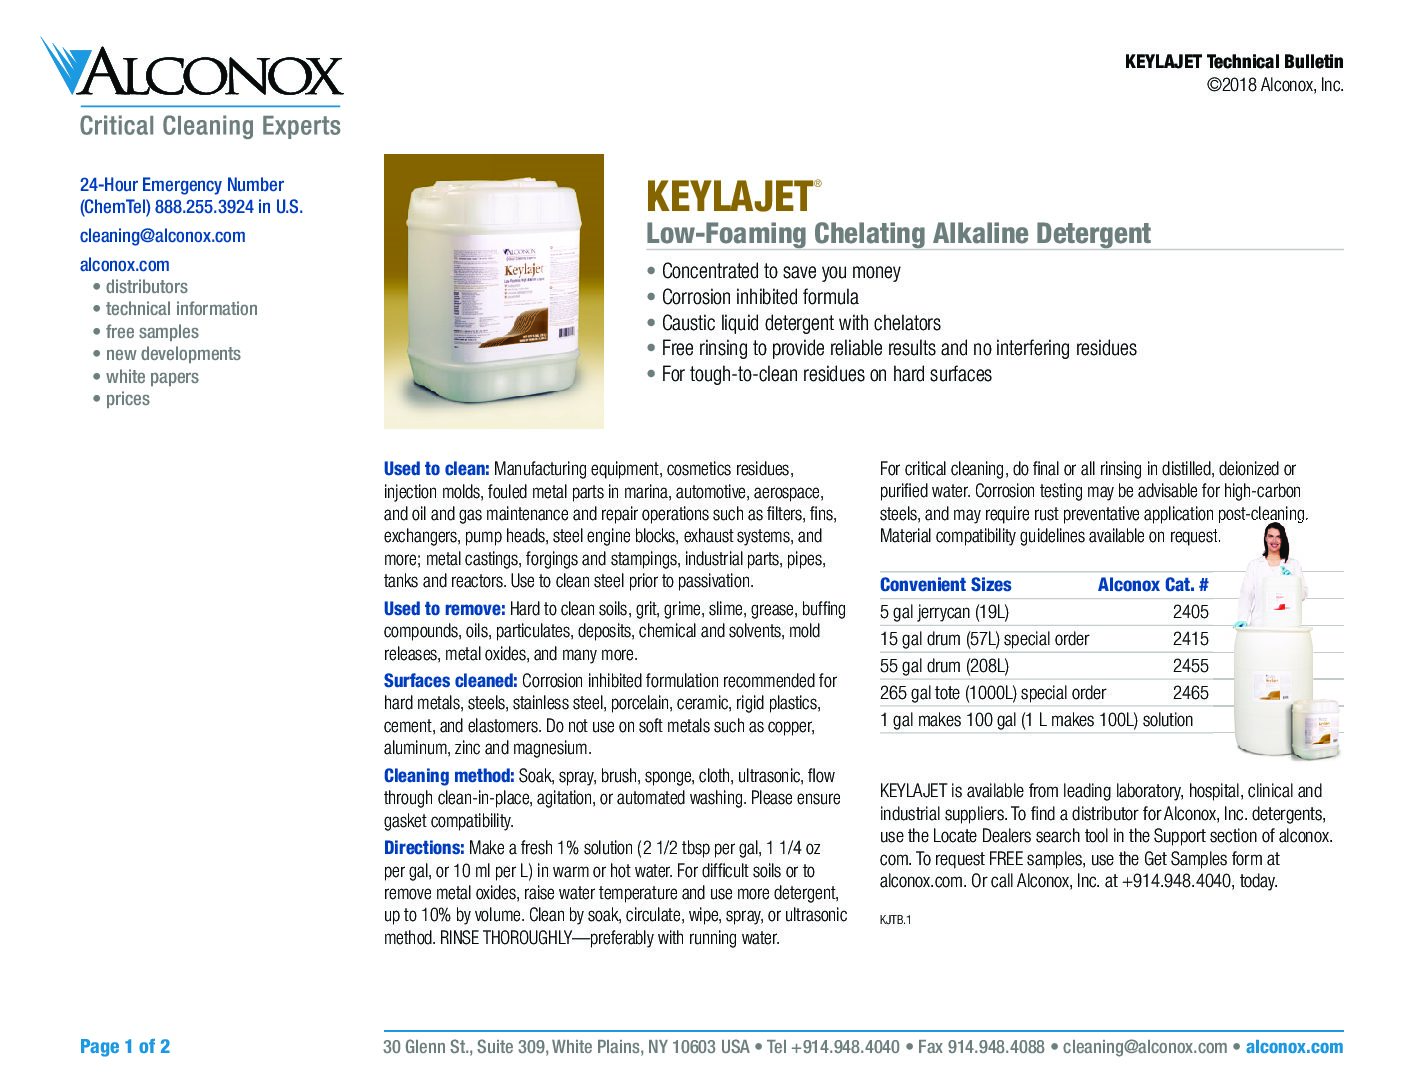 ALCONOX
Critical Cleaning Experts
KEYLAJET Technical Bulletin
©2018 Alconox, Inc.
24-Hour Emergency Number
(ChemTel) 888.255.3924 in U.S.
cleaning@alconox.com
alconox.com
• distributors
• technical information
• free samples
• new developments
• white papers
• prices
ALCONOX
Keylajet
KEYLAJET®
Low-Foaming Chelating Alkaline Detergent
• Concentrated to save you money
• Corrosion inhibited formula
• Caustic liquid detergent with chelators
• Free rinsing to provide reliable results and no interfering residues
• For tough-to-clean residues on hard surfaces
Used to clean: Manufacturing equipment, cosmetics residues,
injection molds, fouled metal parts in marina, automotive, aerospace,
and oil and gas maintenance and repair operations such as filters, fins,
exchangers, pump heads, steel engine blocks, exhaust systems, and
more; metal castings, forgings and stampings, industrial parts, pipes,
tanks and reactors. Use to clean steel prior to passivation.
Used to remove: Hard to clean soils, grit, grime, slime, grease, buffing
compounds, oils, particulates, deposits, chemical and solvents, mold
releases, metal oxides, and many more.
Surfaces cleaned: Corrosion inhibited formulation recommended for
hard metals, steels, stainless steel, porcelain, ceramic, rigid plastics,
cement, and elastomers. Do not use on soft metals such as copper,
aluminum, zinc and magnesium.
Cleaning method: Soak, spray, brush, sponge, cloth, ultrasonic, flow
through clean-in-place, agitation, or automated washing. Please ensure
gasket compatibility.
Directions: Make a fresh 1% solution (2 1/2 tbsp per gal, 1 1/4 oz
per gal, or 10 ml per L) in warm or hot water. For difficult soils or to
remove metal oxides, raise water temperature and use more detergent,
up to 10% by volume. Clean by soak, circulate, wipe, spray, or ultrasonic
method. RINSE THOROUGHLY—preferably with running water.
For critical cleaning, do final or all rinsing in distilled, deionized or
purified water. Corrosion testing may be advisable for high-carbon
steels, and may require rust preventative application post-cleaning.
Material compatibility guidelines available on request.
Convenient Sizes Alconox Cat. #
5 gal jerrycan (19L) 2405
15 gal drum (57L) special order 2415
55 gal drum (208L) 2455
265 gal tote (1000L) special order 2465
1 gal makes 100 gal (1 L makes 100L) solution
KEYLAJET is available from leading laboratory, hospital, clinical and
industrial suppliers. To find a distributor for Alconox, Inc. detergents,
use the Locate Dealers search tool in the Support section of alconox.
com. To request FREE samples, use the Get Samples form at
alconox.com. Or call Alconox, Inc. at +914.948.4040, today.
KJTB.1
Page 1 of 2
30 Glenn St., Suite 309, White Plains, NY 10603 USA • Tel +914.948.4040 • Fax 914.948.4088 • cleaning@alconox.com • alconox.com